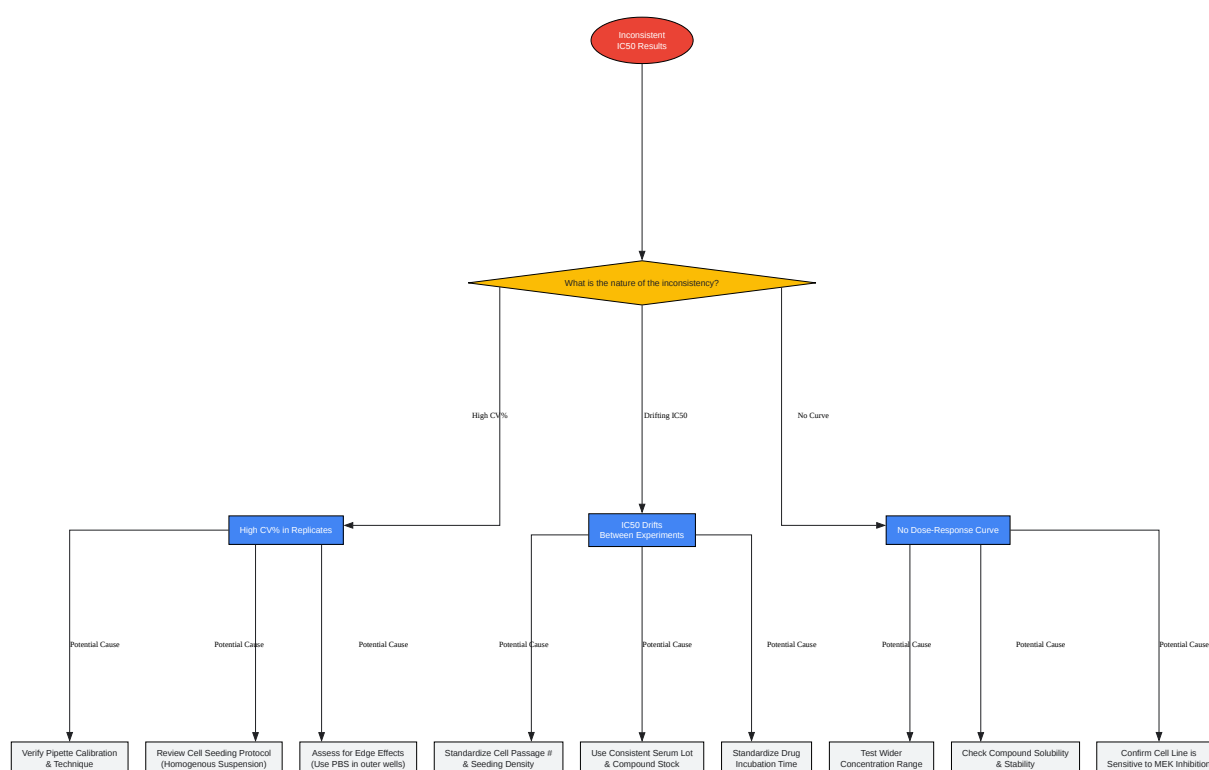 Inconsistent
IC50 Results
What is the nature of the inconsistency?
High CV%
Drifting IC50
No Curve
High CV% in Replicates
IC50 Drifts
Between Experiments
No Dose-Response Curve
Potential Cause
Potential Cause
Potential Cause
Potential Cause
Potential Cause
Potential Cause
Potential Cause
Potential Cause
Potential Cause
Verify Pipette Calibration
& Technique
Review Cell Seeding Protocol
(Homogenous Suspension)
Assess for Edge Effects
(Use PBS in outer wells)
Standardize Cell Passage #
& Seeding Density
Use Consistent Serum Lot
& Compound Stock
Standardize Drug
Incubation Time
Test Wider
Concentration Range
Check Compound Solubility
& Stability
Confirm Cell Line is
Sensitive to MEK Inhibition